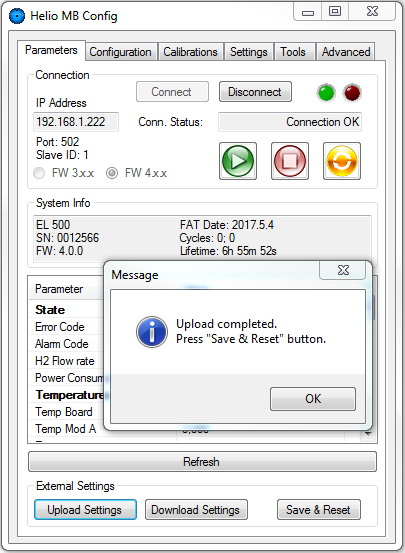 Helio MB Config
Parameters Configuration Calibrations Settings Tools Advanced
Connection
Connect Disconnect
IP Address
192.168.1.222 Conn. Status: Connection OK
Port: 502
Slave ID: 1
FW 3.x.x FW 4.x.x
System Info
EL 500 FAT Date: 2017.5.4
SN: 0012566 Cycles: 0; 0
FW: 4.0.0 Lifetime: 6h 55m 52s
Parameter
State
Error Code
Alarm Code
H2 Flow rate
Power Consum
Temperature
Temp Board
Temp Mod A
Message
Upload completed.
Press "Save & Reset" button.
OK
Refresh
External Settings
Upload Settings Download Settings Save & Reset